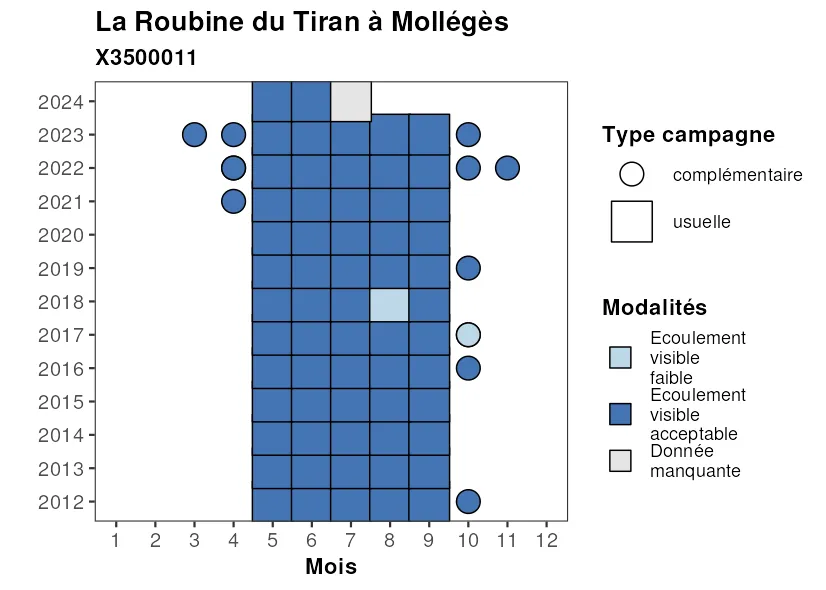 La Roubine du Tiran à Mollégès
X3500011
2024
2023
2022
2021
2020
2019
2018
2017
2016
2015
2014
2013
2012
1 2 3 4 5 6 7 8 9 10 11 12
Mois
Type campagne
complémentaire
usuelle
Modalités
Ecoulement
visible
faible
Ecoulement
visible
acceptable
Donnée
manquante